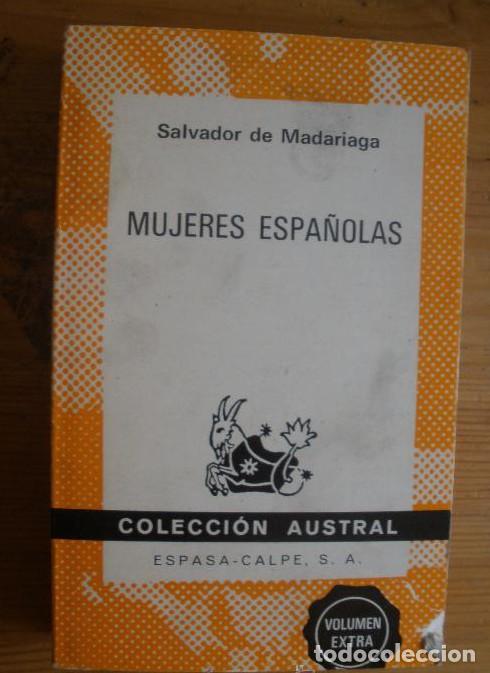 Salvador de Madariaga
MUJERES ESPAÑOLAS
COLECCIÓN AUSTRAL
ESPASA-CALPE, S. A.
VOLUMEN
EXTRA
todocoleccion